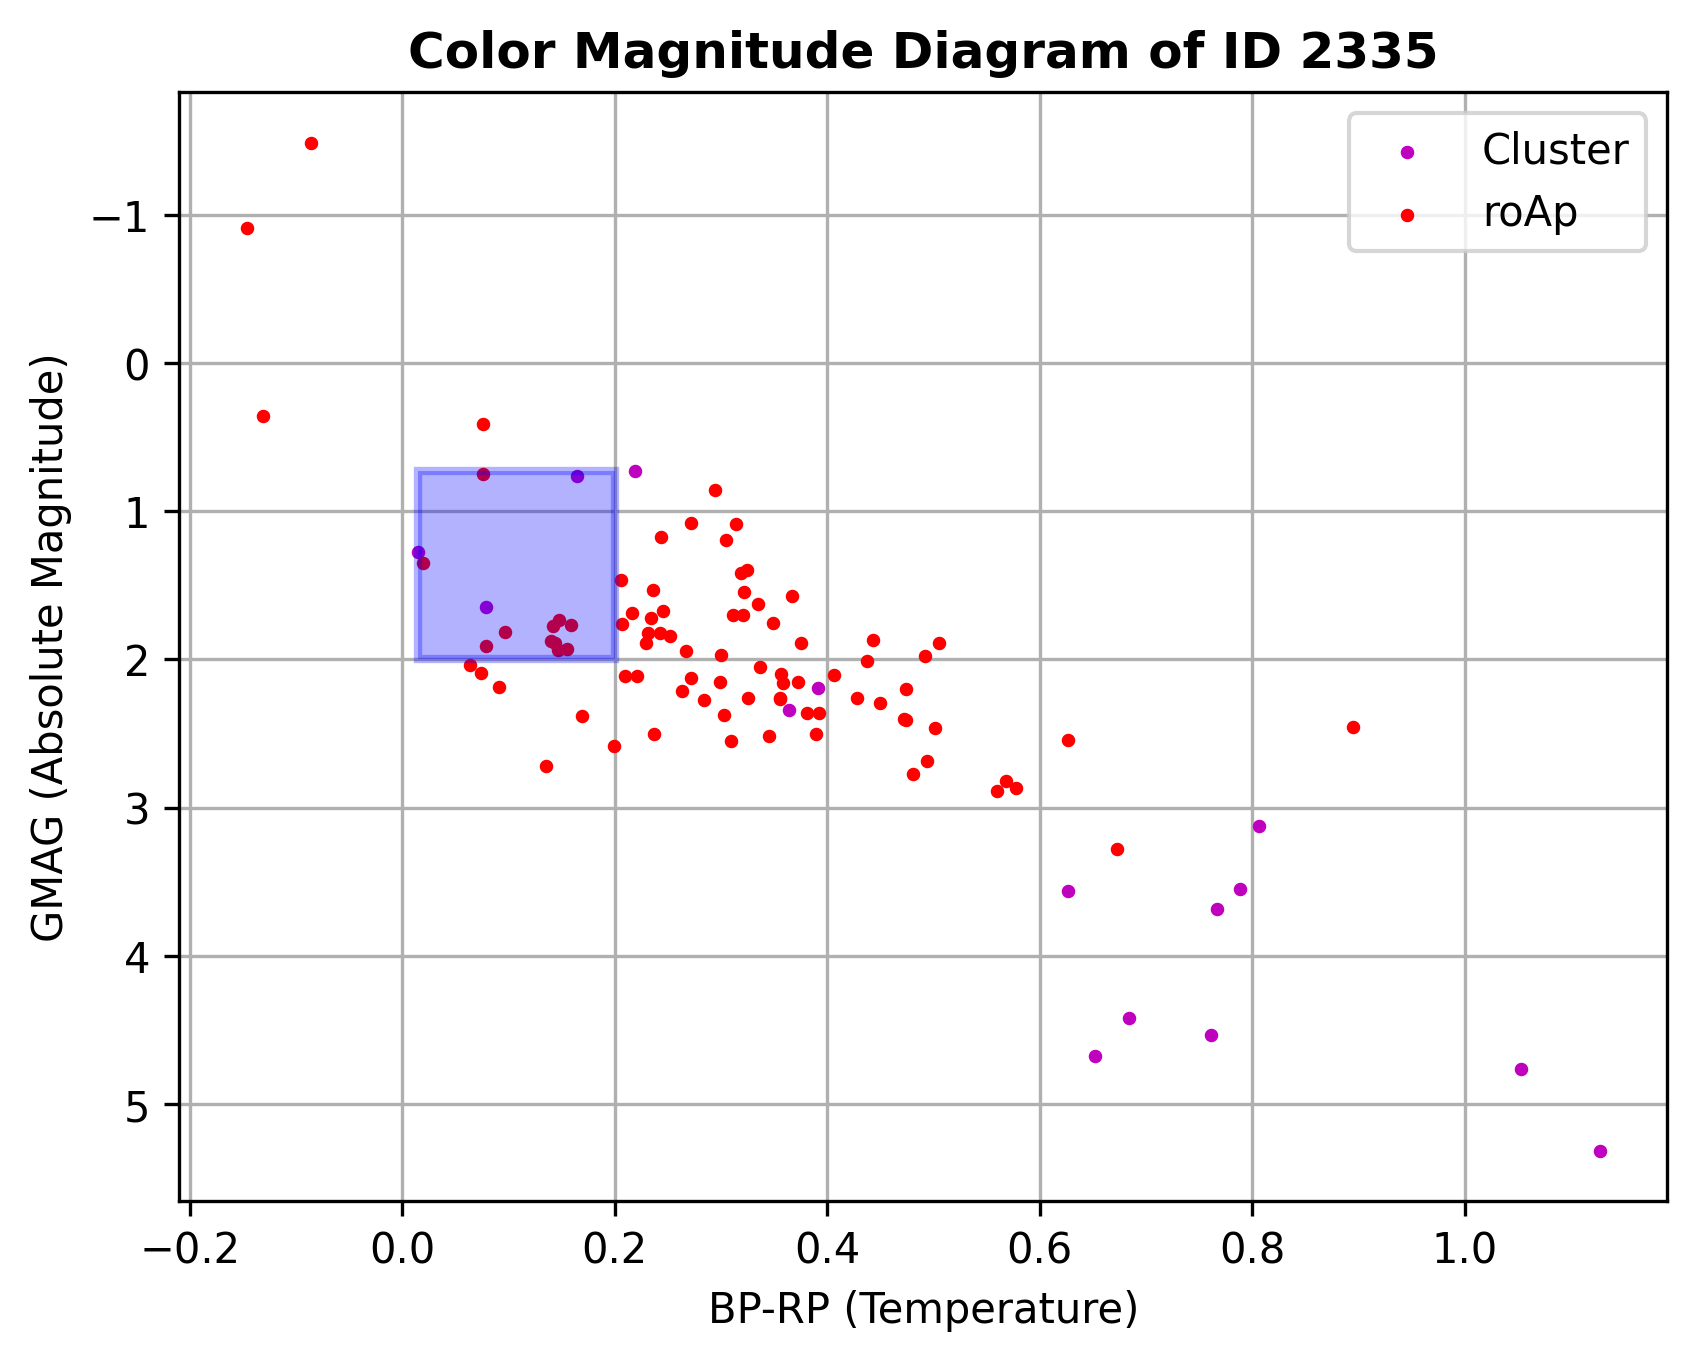 Color Magnitude Diagram of ID 2335
Cluster
roAp
GMAG (Absolute Magnitude)
−1
0
1
2
3
4
5
−0.2 0.0 0.2 0.4 0.6 0.8 1.0
BP-RP (Temperature)